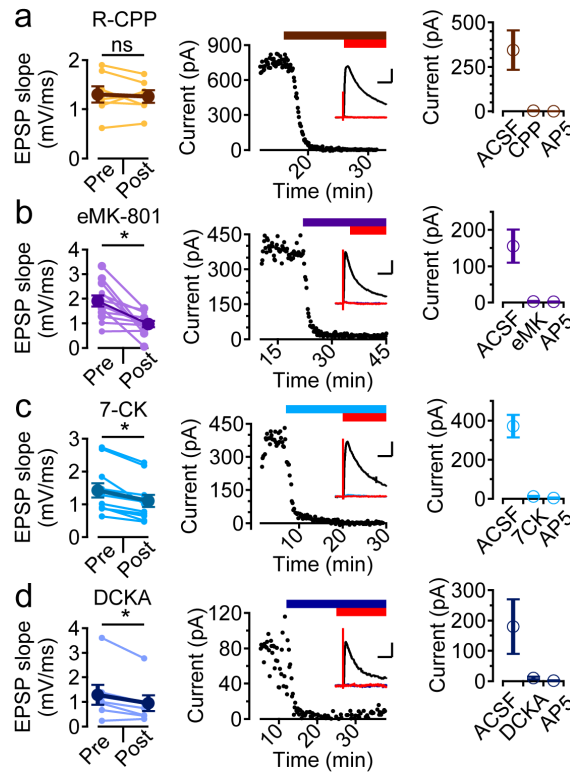 a
R-CPP
ns
EPSP slope
(mV/ms)
2
1
0
Pre
Post
Current (pA)
900
600
300
0
20
30
Time (min)
Current (pA)
500
250
0
ACSF
CPP
AP5
b
eMK-801
*
EPSP slope
(mV/ms)
4
3
2
1
0
Pre
Post
Current (pA)
450
300
150
0
15
30
45
Time (min)
Current (pA)
200
100
0
ACSF
eMK
AP5
c
7-CK
*
EPSP slope
(mV/ms)
3
2
1
0
Pre
Post
Current (pA)
450
300
150
0
10
20
30
Time (min)
Current (pA)
400
200
0
ACSF
7CK
AP5
d
DCKA
*
EPSP slope
(mV/ms)
4
3
2
1
0
Pre
Post
Current (pA)
120
80
40
0
10
20
30
Time (min)
Current (pA)
300
200
100
0
ACSF
DCKA
AP5